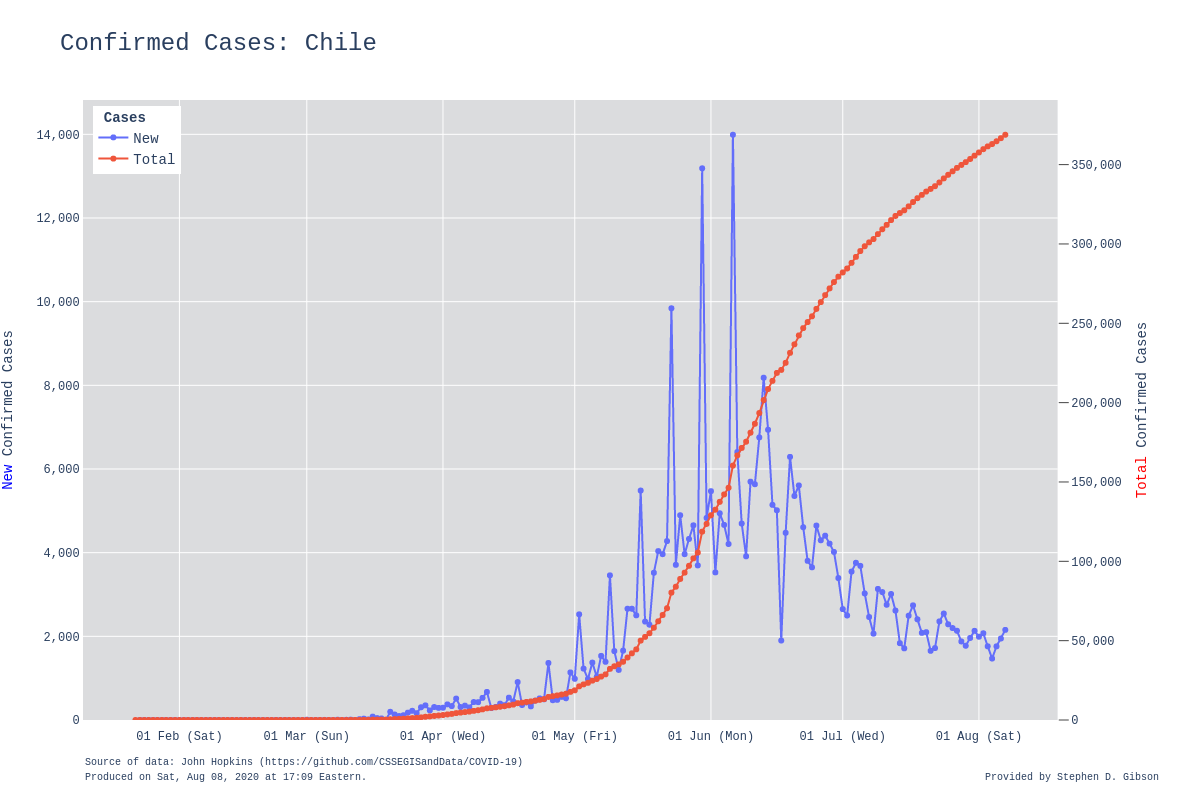 Confirmed Cases: Chile
Cases
New
Total
14,000
12,000
10,000
8,000
6,000
4,000
2,000
0
New Confirmed Cases
350,000
300,000
250,000
200,000
150,000
100,000
50,000
0
Total Confirmed Cases
01 Feb (Sat)
01 Mar (Sun)
01 Apr (Wed)
01 May (Fri)
01 Jun (Mon)
01 Jul (Wed)
01 Aug (Sat)
Source of data: John Hopkins (https://github.com/CSSEGISandData/COVID-19)
Produced on Sat, Aug 08, 2020 at 17:09 Eastern.
Provided by Stephen D. Gibson